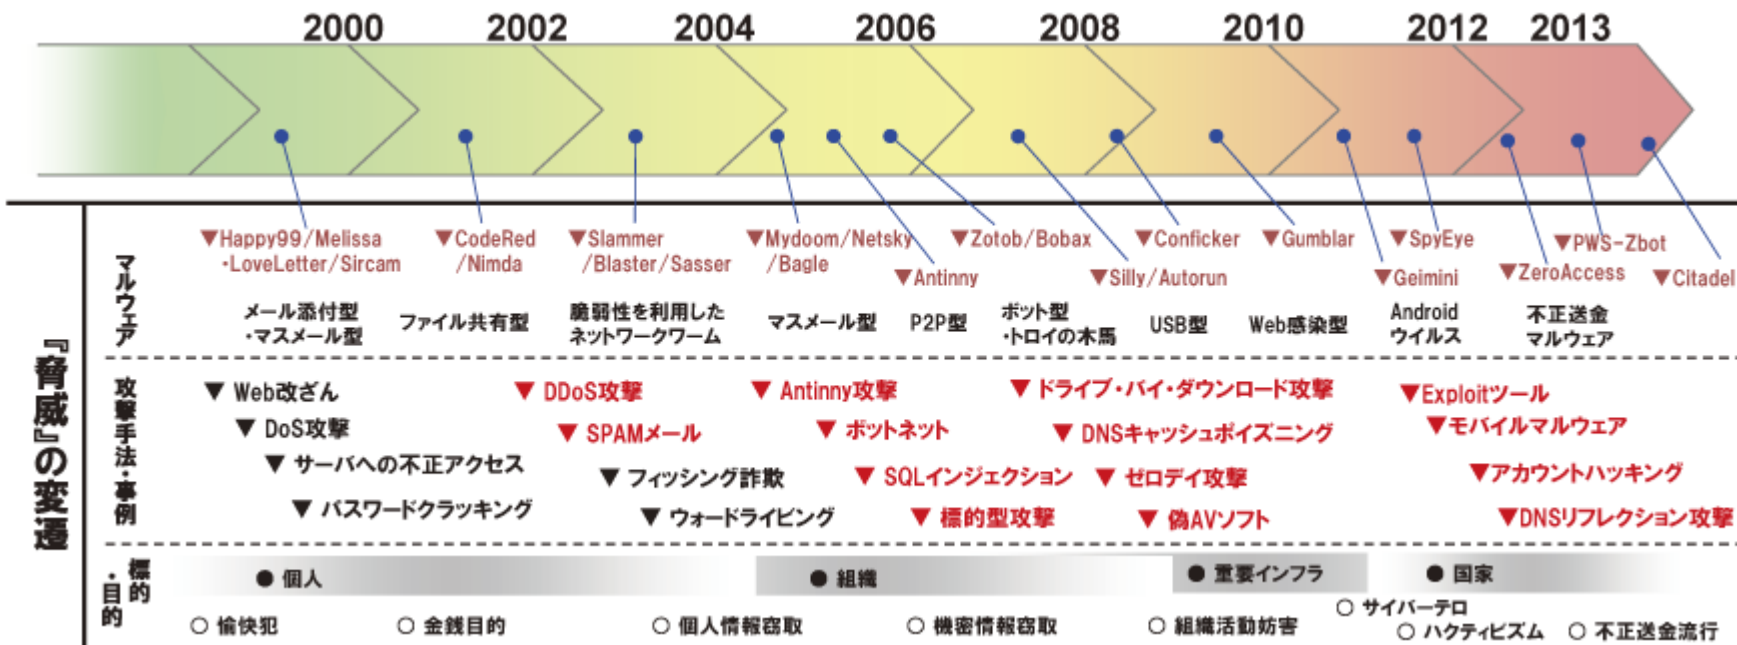 2000
2002
2004
2006
2008
2010
2012
2013
『脅威』の変遷
マルウェア
▼Happy99/Melissa
・LoveLetter/Sircam
▼CodeRed
/Nimda
▼Slammer
/Blaster/Sasser
▼Mydoom/Netsky
/Bagle
▼Antinny
▼Zotob/Bobax
▼Silly/Autorun
▼Conficker
▼Gumblar
▼Geimini
▼SpyEye
▼ZeroAccess
▼PWS-Zbot
▼Citadel
メール添付型
・マスメール型
ファイル共有型
脆弱性を利用した
ネットワークワーム
マスメール型
P2P型
ボット型
・トロイの木馬
USB型
Web感染型
Android
ウイルス
不正送金
マルウェア
攻撃手法・事例
▼ Web改ざん
▼ DoS攻撃
▼ サーバへの不正アクセス
▼ パスワードクラッキング
▼ DDoS攻撃
▼ SPAMメール
▼ フィッシング詐欺
▼ ウォードライビング
▼ Antinny攻撃
▼ ボットネット
▼ SQLインジェクション
▼ 標的型攻撃
▼ドライブ・バイ・ダウンロード攻撃
▼ DNSキャッシュポイズニング
▼ ゼロデイ攻撃
▼ 偽AVソフト
▼Exploitツール
▼モバイルマルウェア
▼アカウントハッキング
▼DNSリフレクション攻撃
標的
・目的
● 個人
● 組織
● 重要インフラ
● 国家
○ 愉快犯
○ 金銭目的
○ 個人情報窃取
○ 機密情報窃取
○ 組織活動妨害
○ サイバーテロ
○ ハクティビズム
○ 不正送金流行